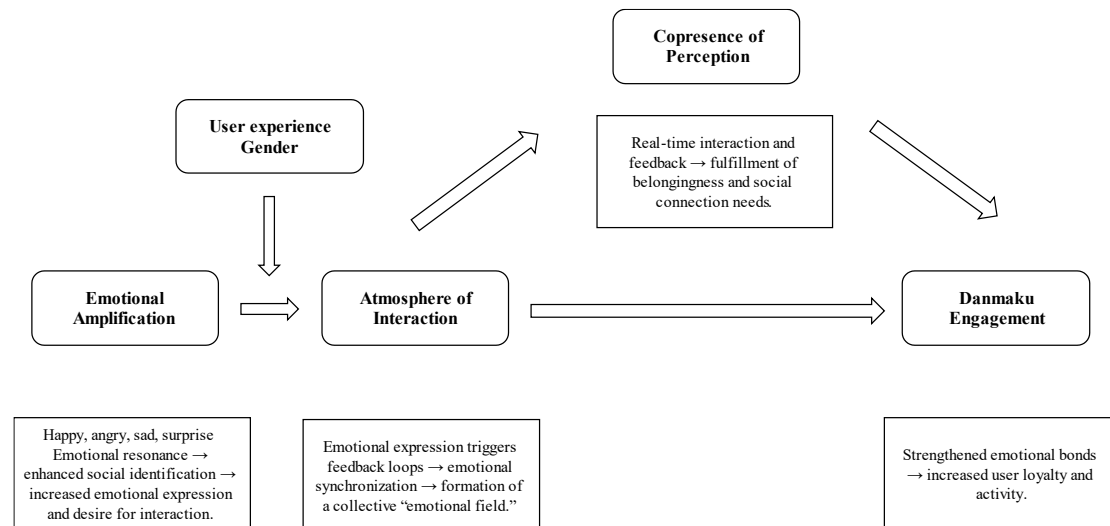 Copresence of
Perception
User experience
Gender
Real-time interaction and
feedback → fulfillment of
belongingness and social
connection needs.
Emotional
Amplification
Atmosphere of
Interaction
Danmaku
Engagement
Happy, angry, sad, surprise
Emotional resonance →
enhanced social identification →
increased emotional expression
and desire for interaction.
Emotional expression triggers
feedback loops → emotional
synchronization → formation of
a collective “emotional field.”
Strengthened emotional bonds
→ increased user loyalty and
activity.